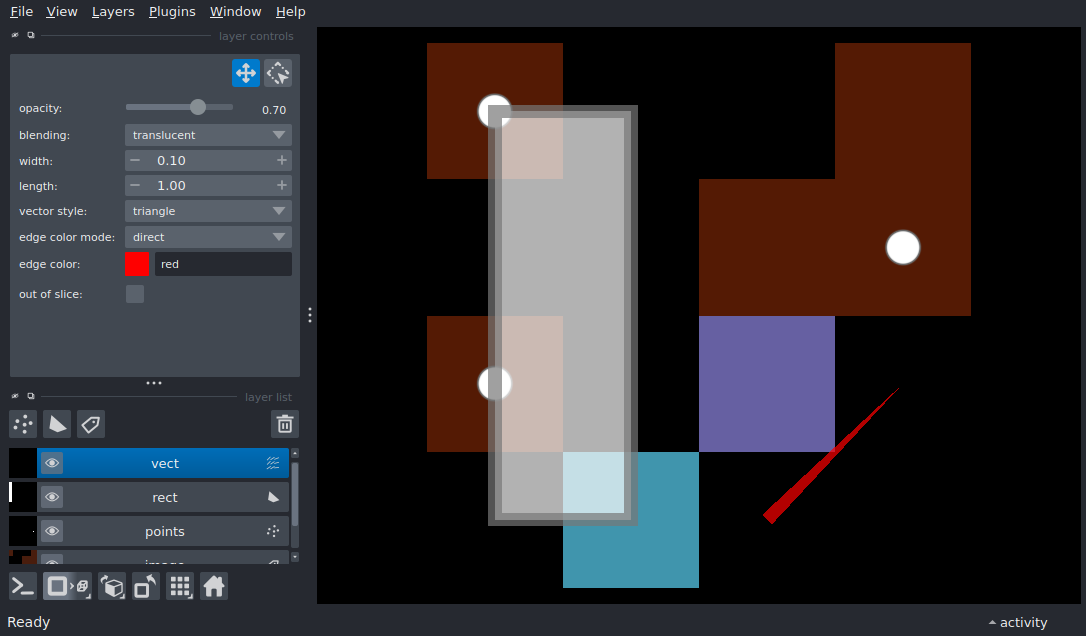 File View Layers Plugins Window Help
layer controls
opacity: 0.70
blending: translucent
width: 0.10
length: 1.00
vector style: triangle
edge color mode: direct
edge color: red
out of slice:
layer list
vect
rect
points
image
Ready
activity